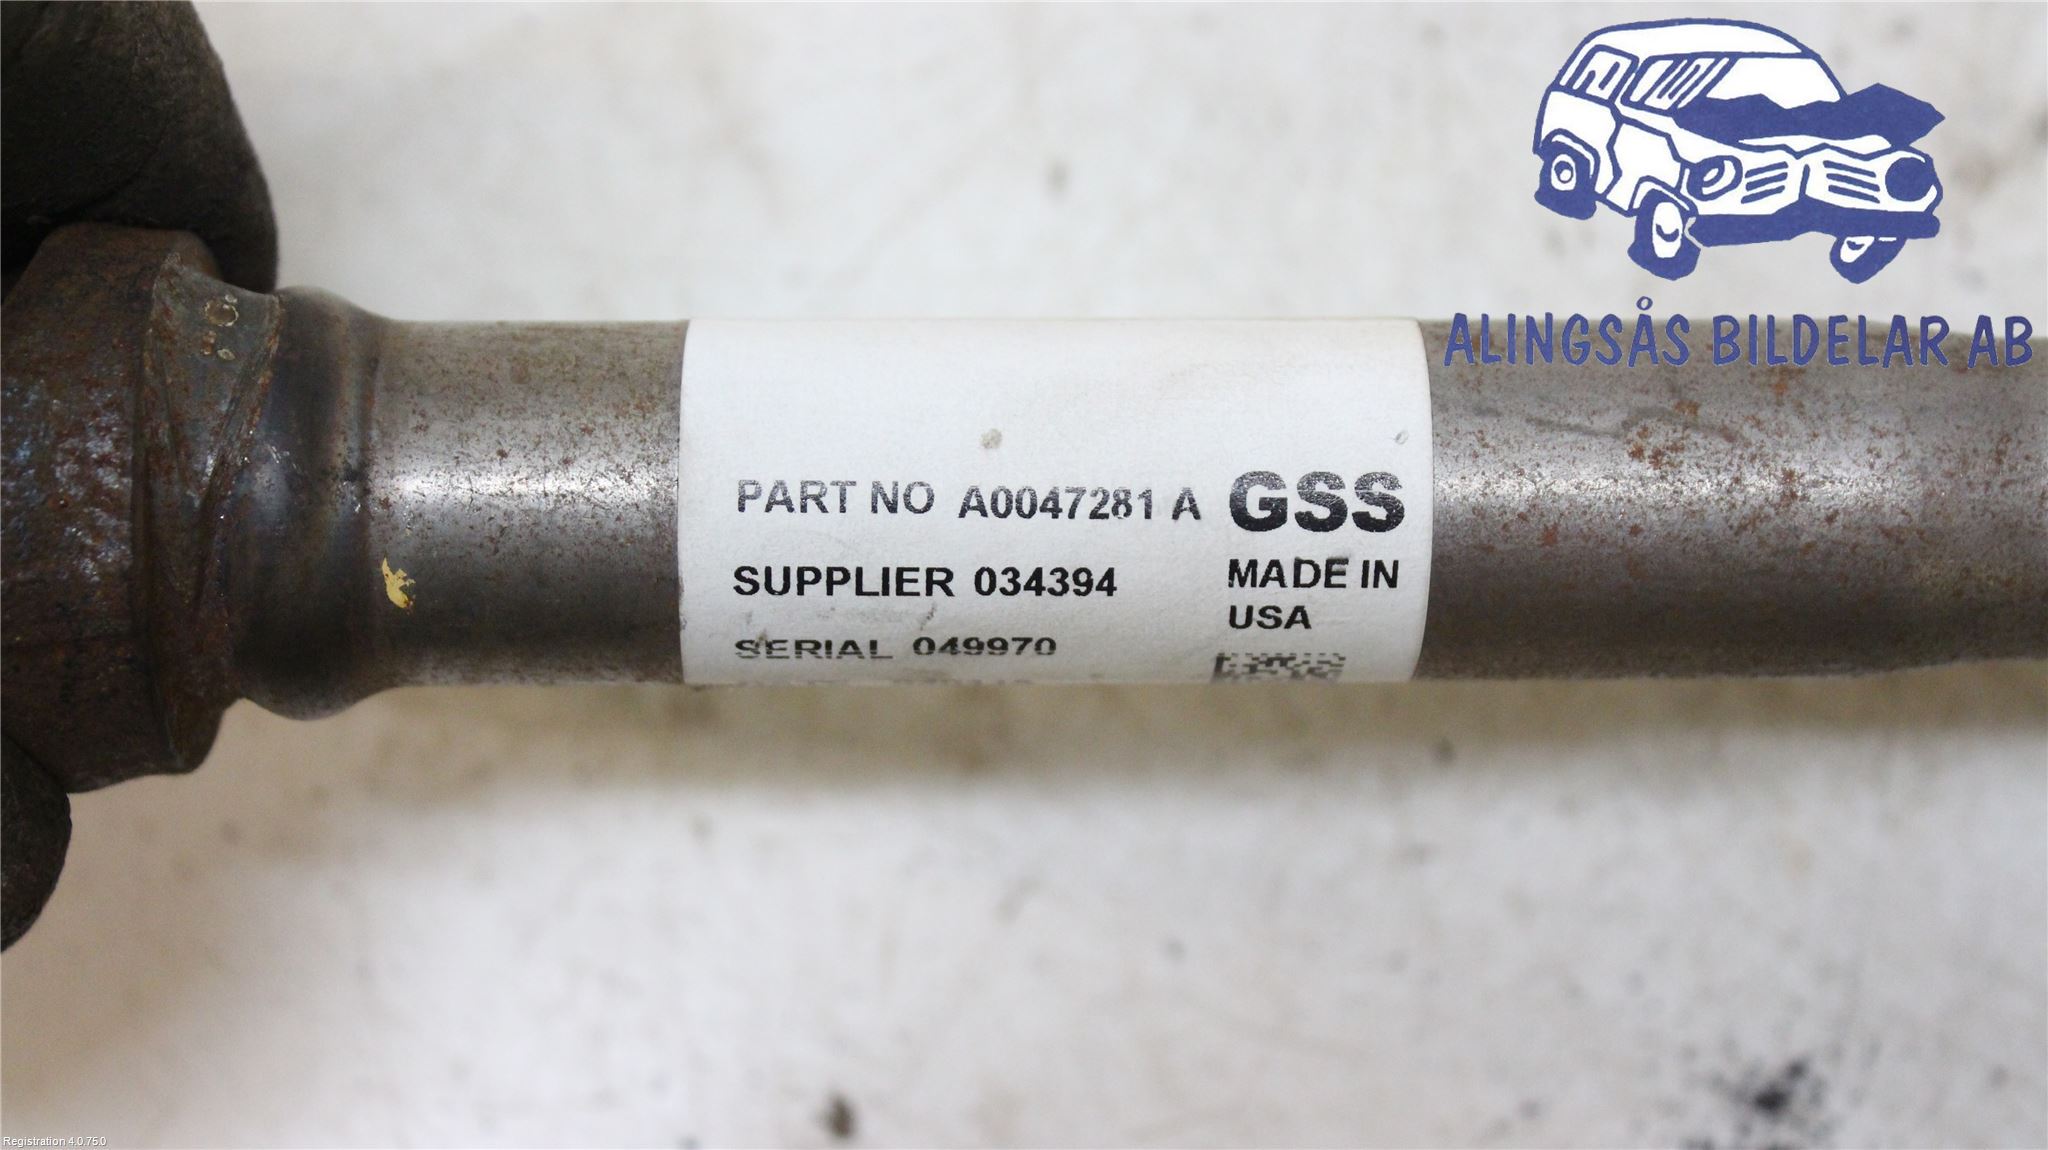 ALINGSÅS BILDELAR AB
PART NO A0047281 A GSS
SUPPLIER 034394
MADE IN
USA
SERIAL 049970
Registration 4.0.75.0